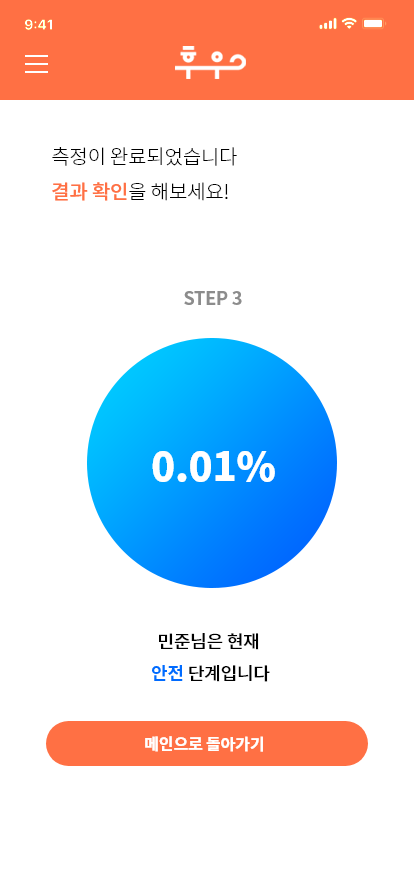 9:41
후우
측정이 완료되었습니다
결과 확인을 해보세요!
STEP 3
0.01%
민준님은 현재
안전 단계입니다
메인으로 돌아가기